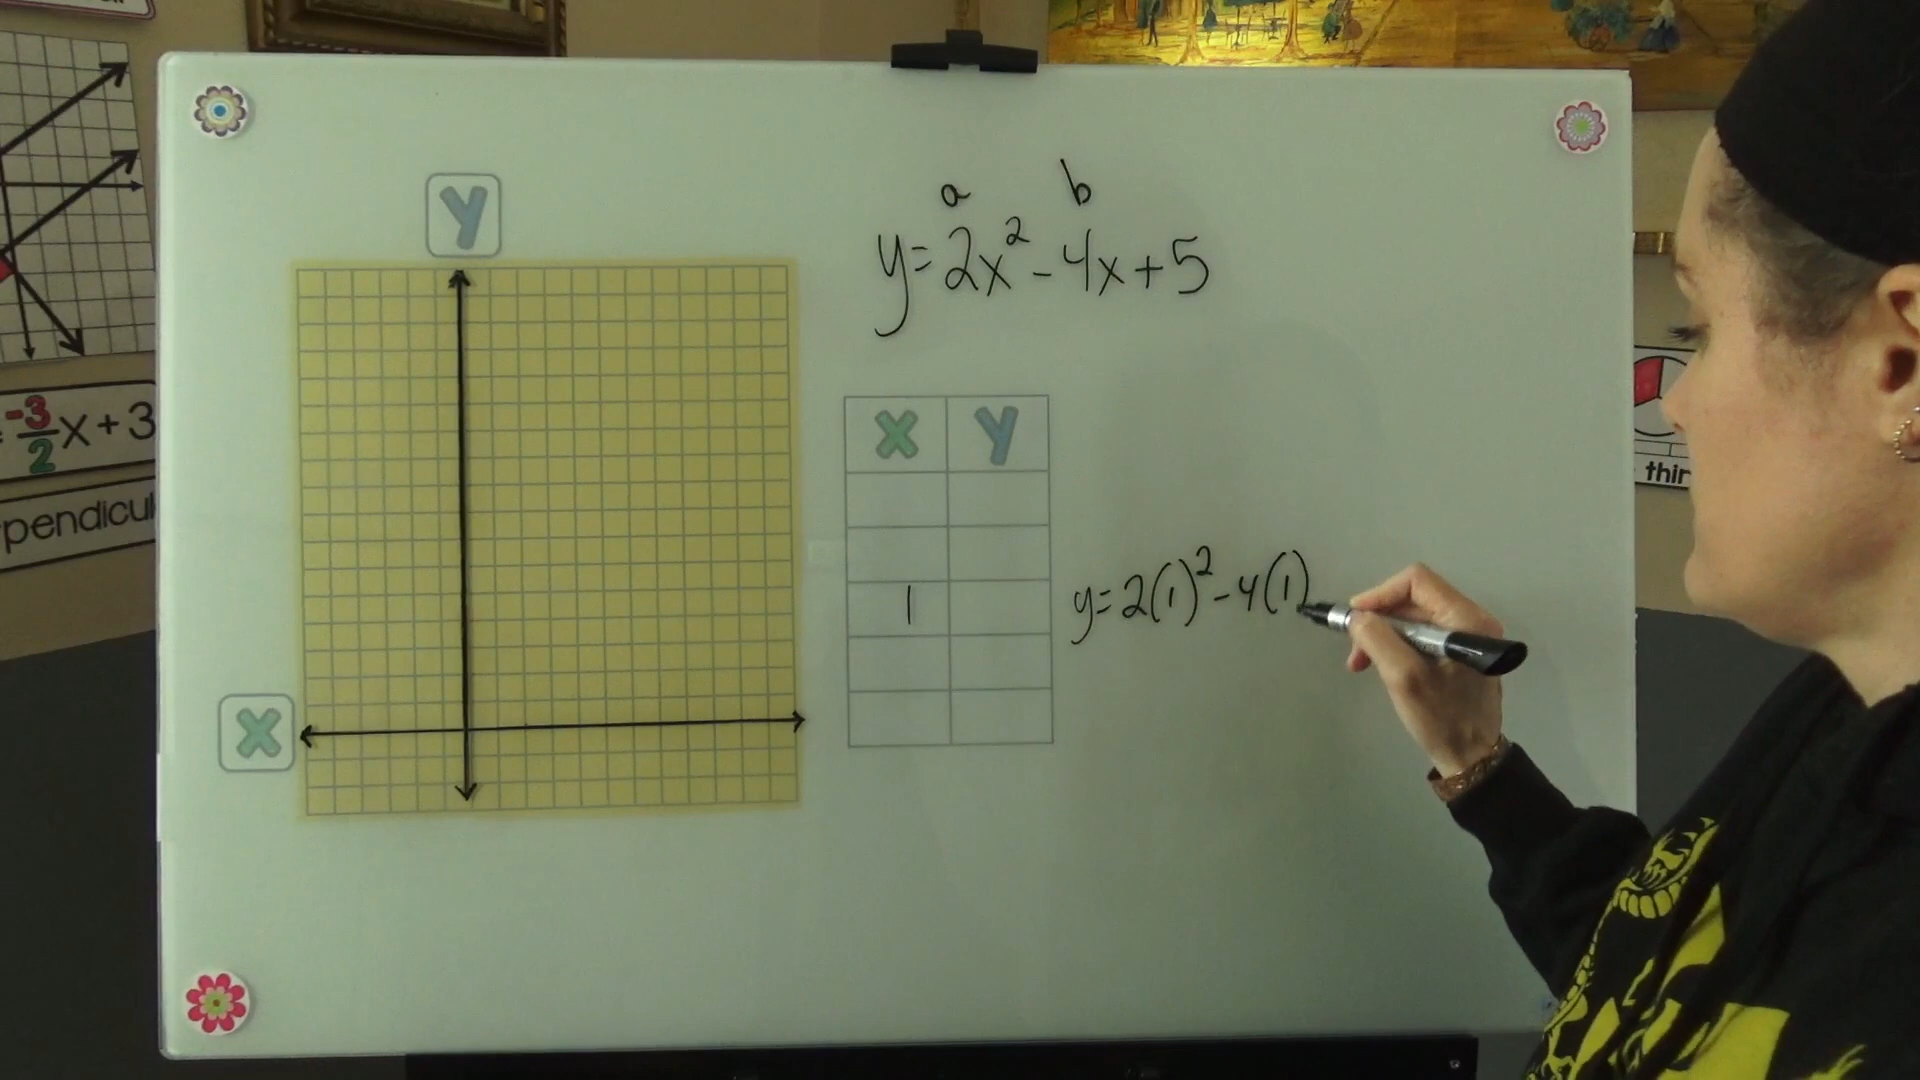 a b
y=2x²-4x+5
Y
X Y
1
y=2(1)²-4(1)
X
-3
2
x+3
pendicul
thir